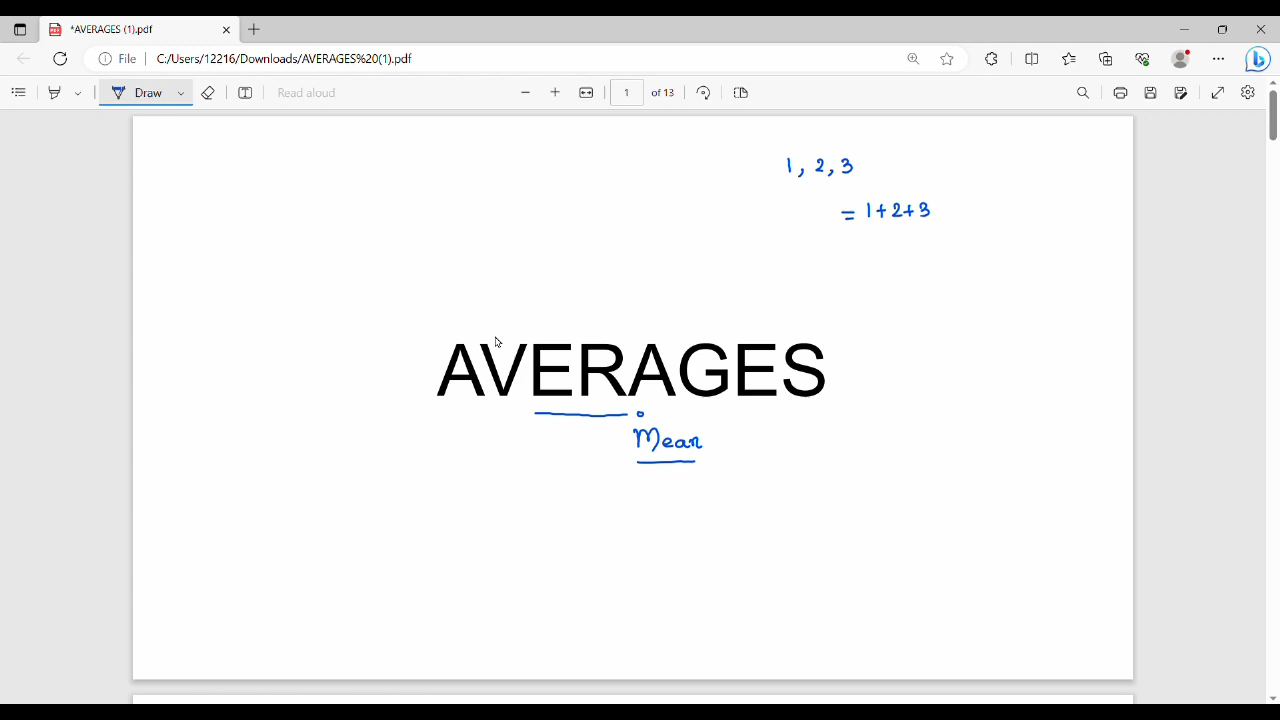 *AVERAGES (1).pdf
File C:/Users/12216/Downloads/AVERAGES%20(1).pdf
Draw Read aloud 1 of 13
1, 2, 3
= 1+2+3
AVERAGES
Mean